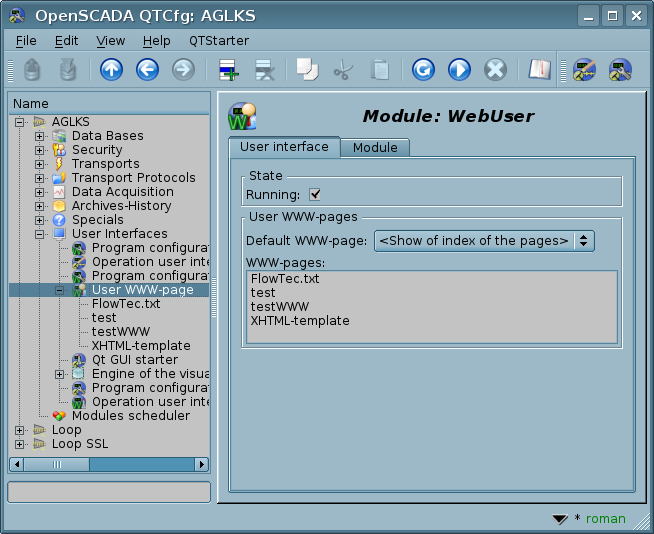 OpenSCADA QTCfg: AGLKS
File Edit View Help QTStarter
Name
AGLKS
Data Bases
Security
Transports
Transport Protocols
Data Acquisition
Archives-History
Specials
User Interfaces
Program configurat
Operation user inte
Program configurat
User WWW-page
FlowTec.txt
test
testWWW
XHTML-template
Qt GUI starter
Engine of the visua
Program configurat
Operation user inte
Modules scheduler
Loop
Loop SSL
Module: WebUser
User interface Module
State
Running:
User WWW-pages
Default WWW-page: <Show of index of the pages>
WWW-pages:
FlowTec.txt
test
testWWW
XHTML-template
* roman